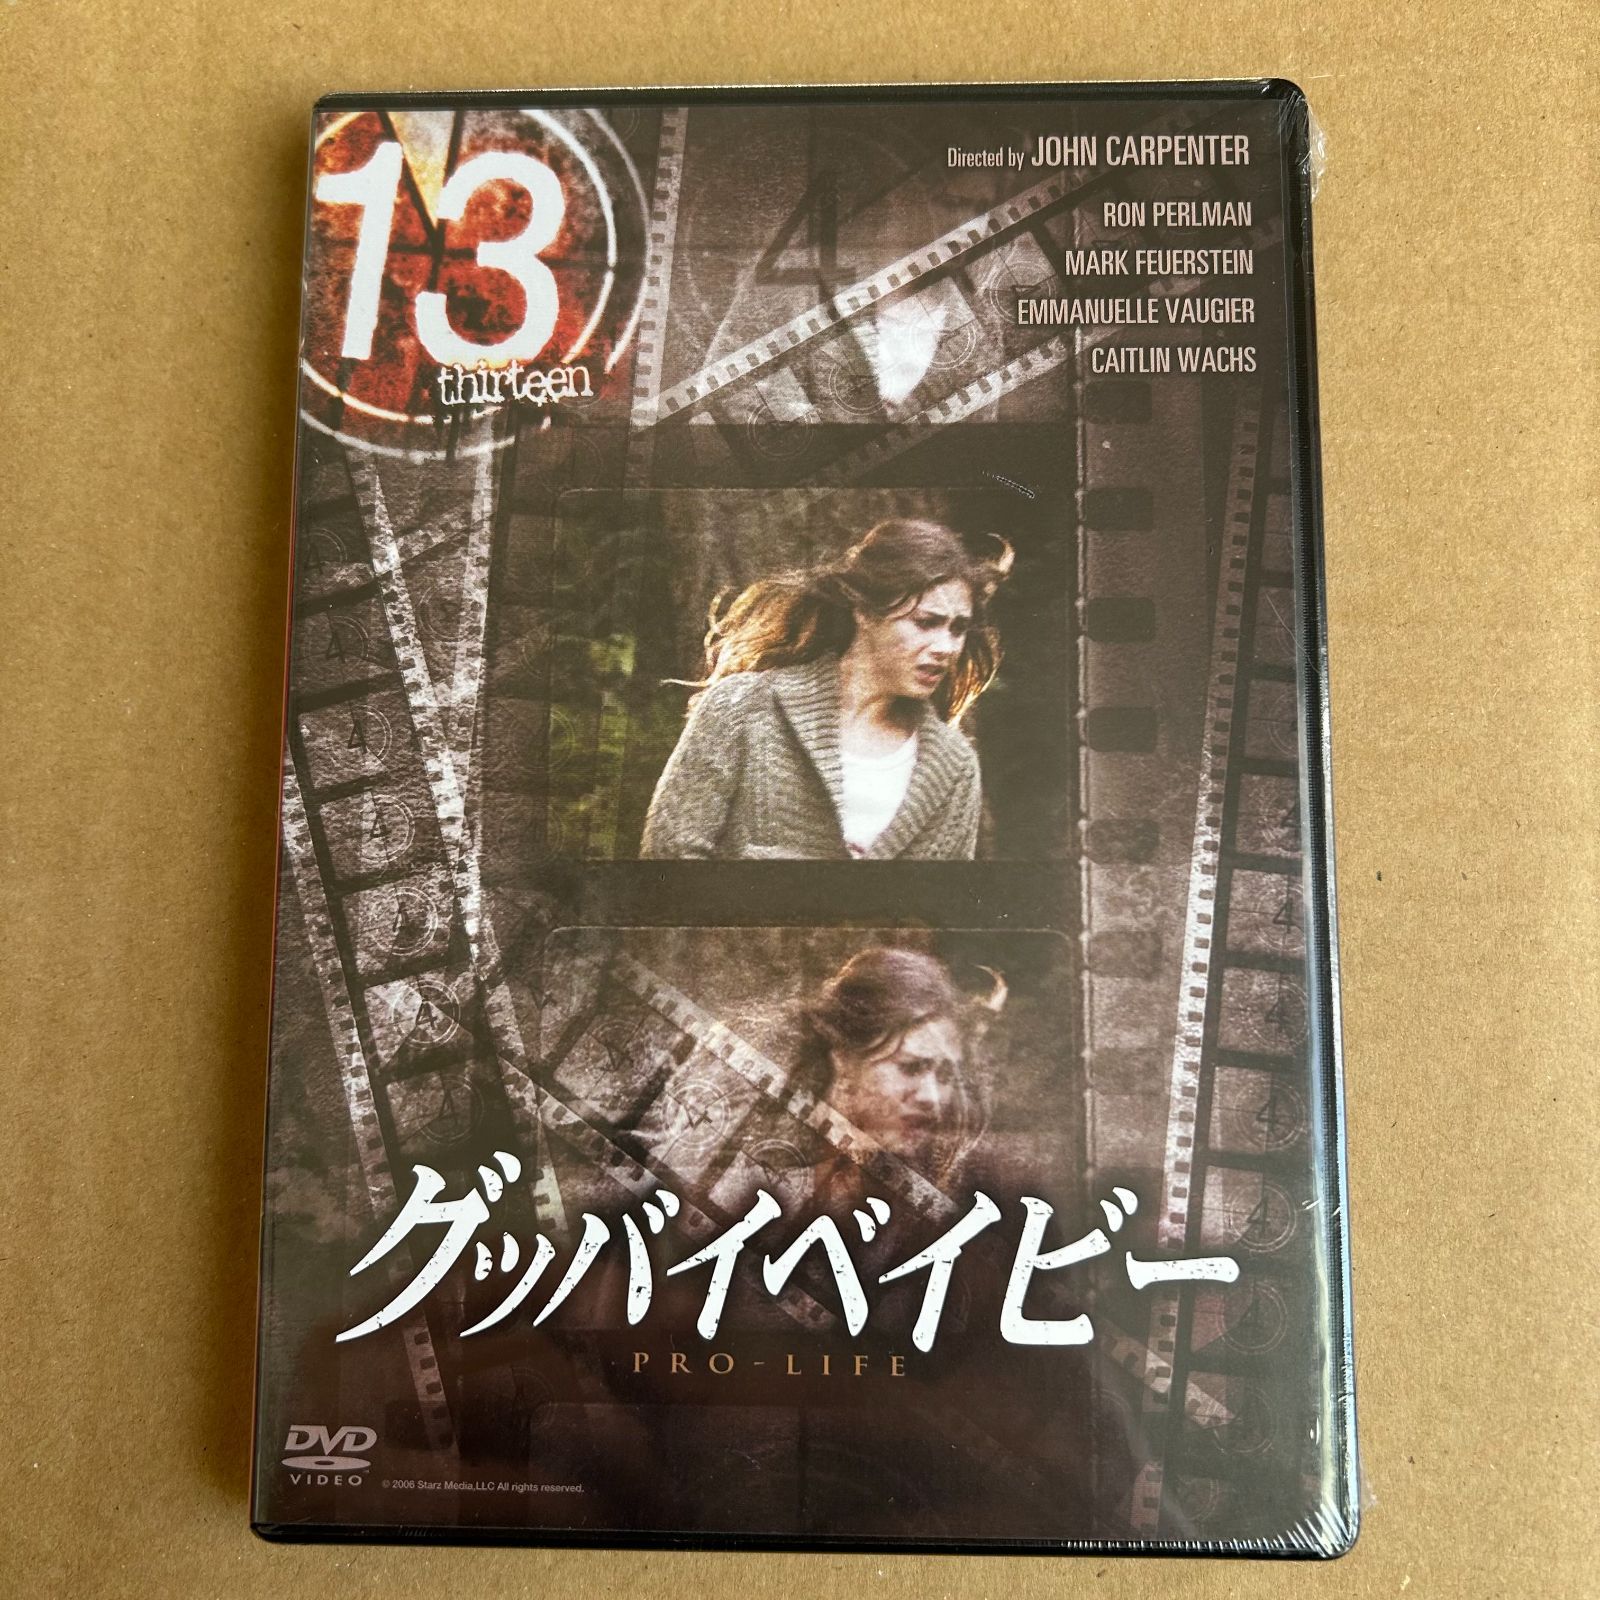 13
thirteen
Directed by JOHN CARPENTER
RON PERLMAN
MARK FEUERSTEIN
EMMANUELLE VAUGIER
CAITLIN WACHS
グッバイベイビー
PRO-LIFE
DVD
VIDEO
© 2006 Starz Media,LLC All rights reserved.